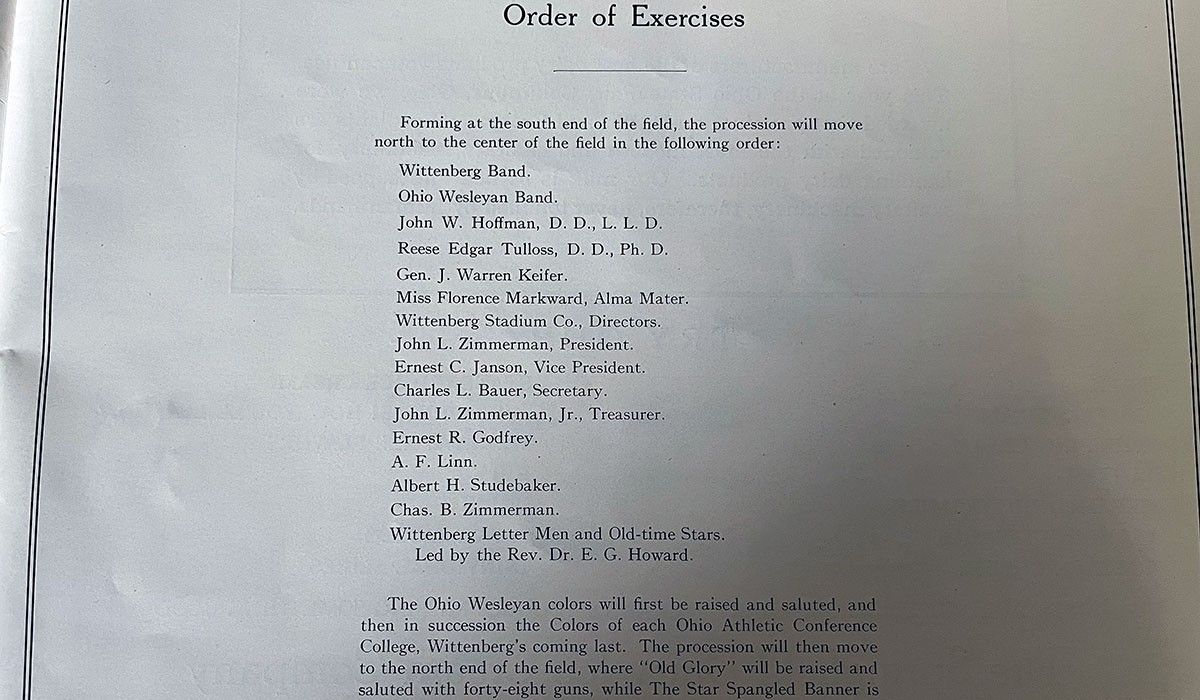 Order of Exercises
Forming at the south end of the field, the procession will move
north to the center of the field in the following order:
Wittenberg Band.
Ohio Wesleyan Band.
John W. Hoffman, D. D., L. L. D.
Reese Edgar Tulloss, D. D., Ph. D.
Gen. J. Warren Keifer.
Miss Florence Markward, Alma Mater.
Wittenberg Stadium Co., Directors.
John L. Zimmerman, President.
Ernest C. Janson, Vice President.
Charles L. Bauer, Secretary.
John L. Zimmerman, Jr., Treasurer.
Ernest R. Godfrey.
A. F. Linn.
Albert H. Studebaker.
Chas. B. Zimmerman.
Wittenberg Letter Men and Old-time Stars.
Led by the Rev. Dr. E. G. Howard.
The Ohio Wesleyan colors will first be raised and saluted, and
then in succession the Colors of each Ohio Athletic Conference
College, Wittenberg's coming last. The procession will then move
to the north end of the field, where "Old Glory" will be raised and
saluted with forty-eight guns, while The Star Spangled Banner is